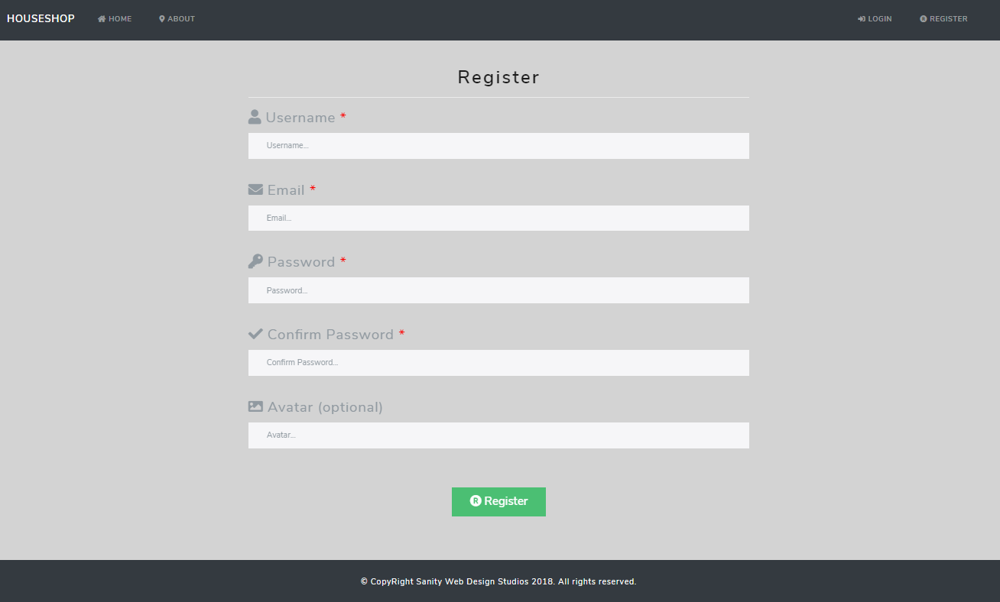 HOUSESHOP HOME ABOUT LOGIN REGISTER
Register
Username *
Username...
Email *
Email...
Password *
Password...
Confirm Password *
Confirm Password...
Avatar (optional)
Avatar...
R Register
© CopyRight Sanity Web Design Studios 2018. All rights reserved.